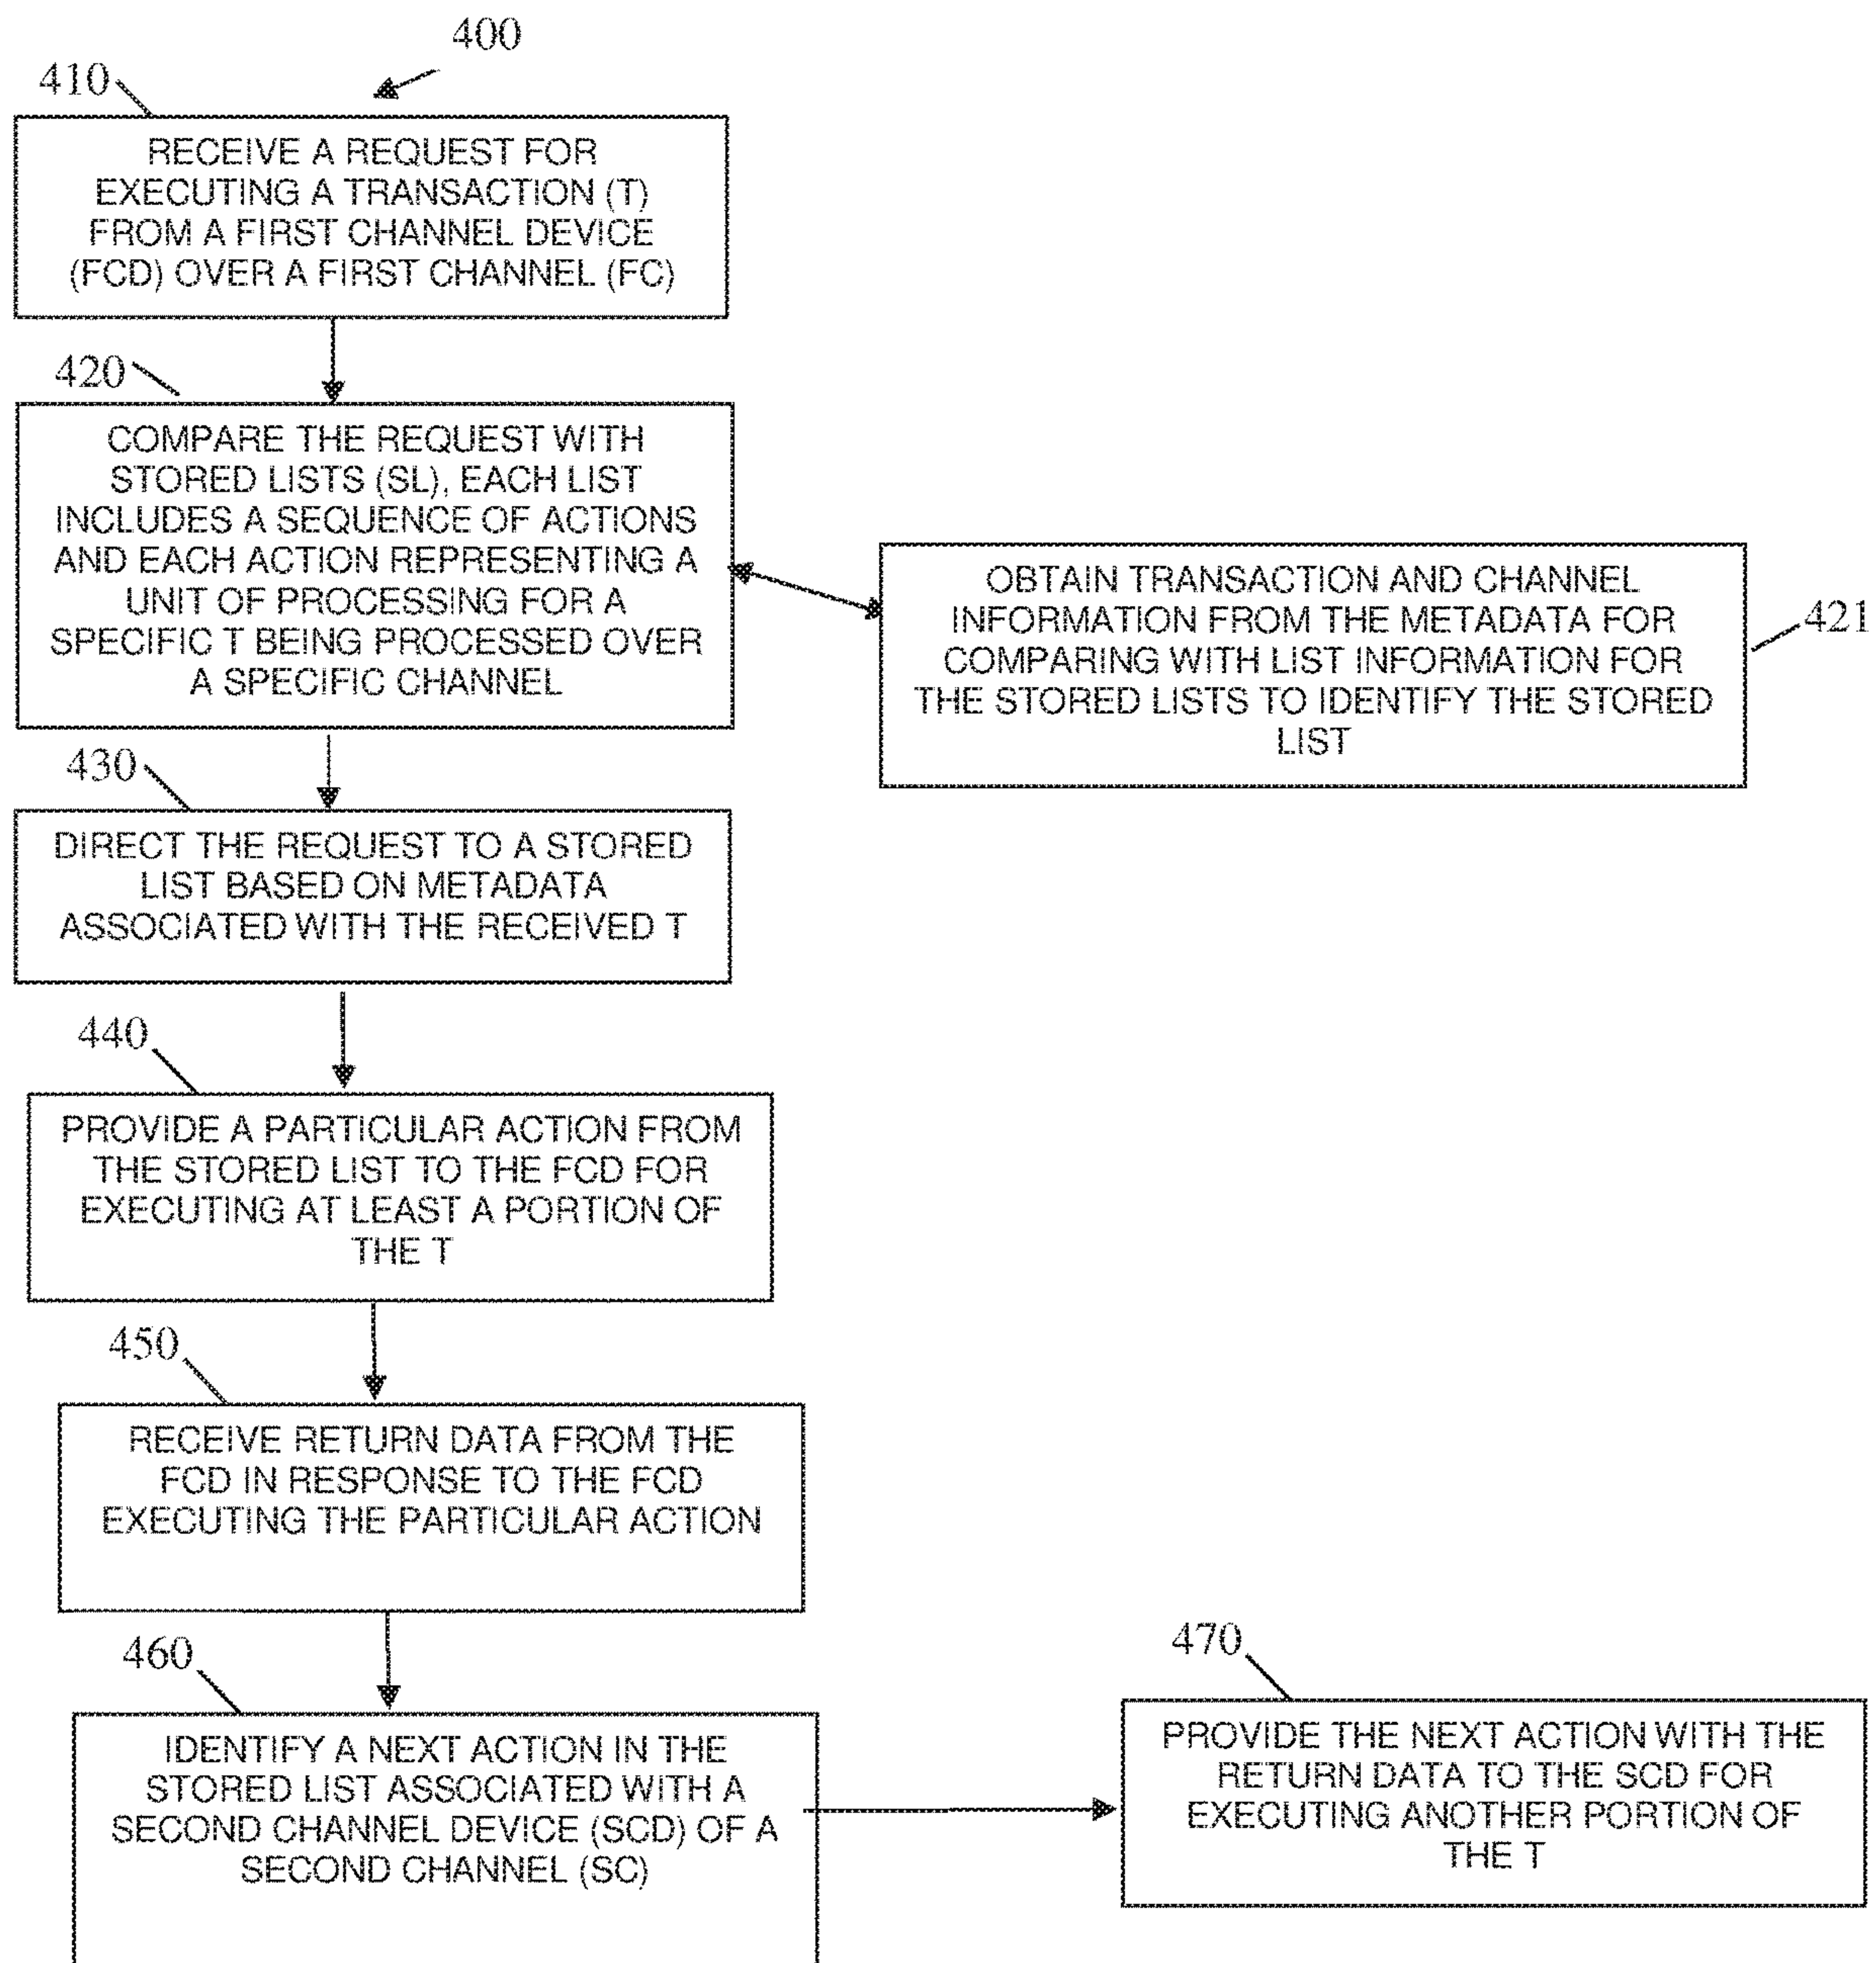 400
410
RECEIVE A REQUEST FOR
EXECUTING A TRANSACTION (T)
FROM A FIRST CHANNEL DEVICE
(FCD) OVER A FIRST CHANNEL (FC)
420
COMPARE THE REQUEST WITH
STORED LISTS (SL), EACH LIST
INCLUDES A SEQUENCE OF ACTIONS
AND EACH ACTION REPRESENTING A
UNIT OF PROCESSING FOR A
SPECIFIC T BEING PROCESSED OVER
A SPECIFIC CHANNEL
OBTAIN TRANSACTION AND CHANNEL
INFORMATION FROM THE METADATA FOR
COMPARING WITH LIST INFORMATION FOR
THE STORED LISTS TO IDENTIFY THE STORED
LIST
421
430
DIRECT THE REQUEST TO A STORED
LIST BASED ON METADATA
ASSOCIATED WITH THE RECEIVED T
440
PROVIDE A PARTICULAR ACTION FROM
THE STORED LIST TO THE FCD FOR
EXECUTING AT LEAST A PORTION OF
THE T
450
RECEIVE RETURN DATA FROM THE
FCD IN RESPONSE TO THE FCD
EXECUTING THE PARTICULAR ACTION
460
IDENTIFY A NEXT ACTION IN THE
STORED LIST ASSOCIATED WITH A
SECOND CHANNEL DEVICE (SCD) OF A
SECOND CHANNEL (SC)
470
PROVIDE THE NEXT ACTION WITH THE
RETURN DATA TO THE SCD FOR
EXECUTING ANOTHER PORTION OF
THE T